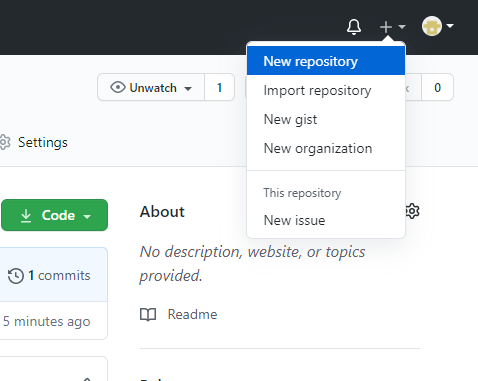 New repository
Unwatch 1
0
Import repository
New gist
Settings
New organization
This repository
Code
About
New issue
No description, website, or topics
provided.
1 commits
Readme
5 minutes ago